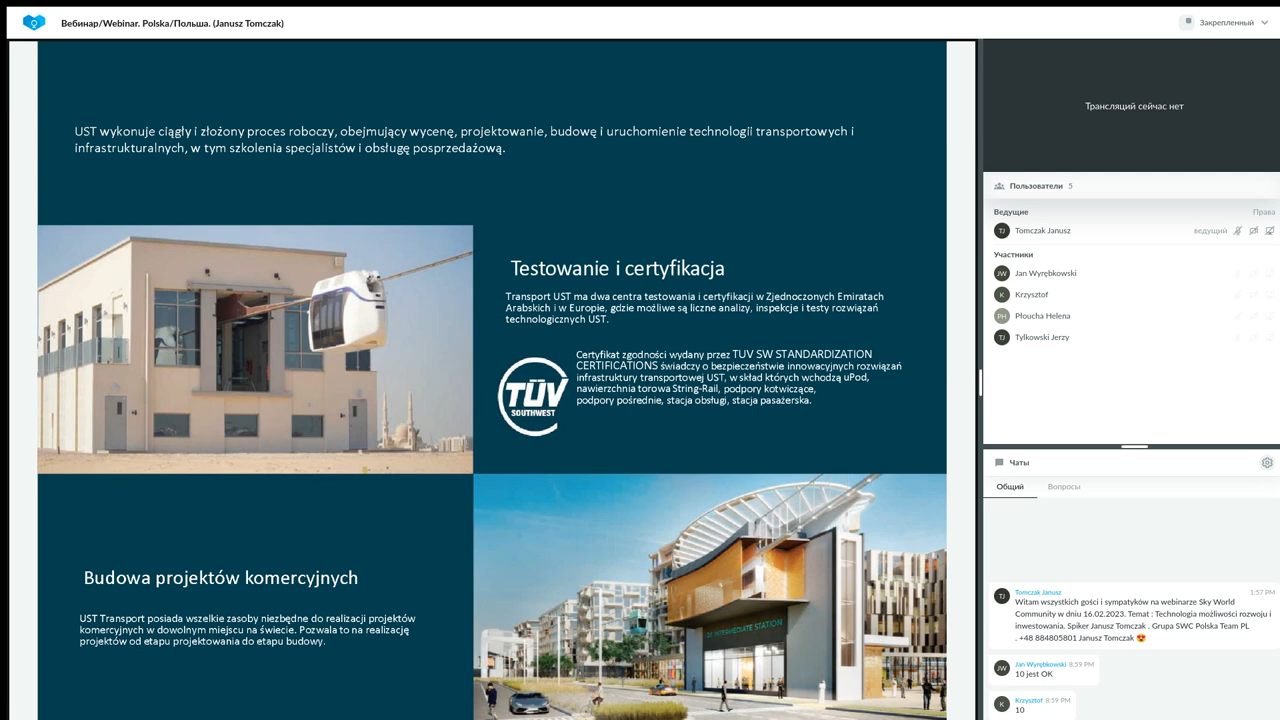 Вебинар/Webinar. Polska/Польша. (Janusz Tomczak)
Закрепленный
UST wykonuje ciągły i złożony proces roboczy, obejmujący wycenę, projektowanie, budowę i uruchomienie technologii transportowych i
infrastrukturalnych, w tym szkolenia specjalistów i obsługę posprzedażową.
Testowanie i certyfikacja
Transport UST ma dwa centra testowania i certyfikacji w Zjednoczonych Emiratach
Arabskich i w Europie, gdzie możliwe są liczne analizy, inspekcje i testy rozwiązań
technologicznych UST.
TÜV
SOUTHWEST
Certyfikat zgodności wydany przez TUV SW STANDARDIZATION
CERTIFICATIONS świadczy o bezpieczeństwie innowacyjnych rozwiązań
infrastruktury transportowej UST, w skład których wchodzą uPod,
nawierzchnia torowa String-Rail, podpory kotwiczące,
podpory pośrednie, stacja obsługi, stacja pasażerska.
Budowa projektów komercyjnych
UST Transport posiada wszelkie zasoby niezbędne do realizacji projektów
komercyjnych w dowolnym miejscu na świecie. Pozwala to na realizację
projektów od etapu projektowania do etapu budowy.
INTERMEDIATE STATION
Трансляций сейчас нет
Пользователи 5
Ведущие Права
TJ Tomczak Janusz ведущий
Участники
JW Jan Wyrębkowski
K Krzysztof
PH Płoucha Helena
TJ Tylkowski Jerzy
Чаты
Общий Вопросы
TJ Tomczak Janusz 1:57 PM
Witam wszystkich gości i sympatyków na webinarze Sky World
Community w dniu 16.02.2023. Temat : Technologia możliwości rozwoju i
inwestowania. Spiker Janusz Tomczak . Grupa SWC Polska Team PL
. +48 884805801 Janusz Tomczak 😍
JW Jan Wyrębkowski 8:59 PM
10 jest OK
K Krzysztof 8:59 PM
10